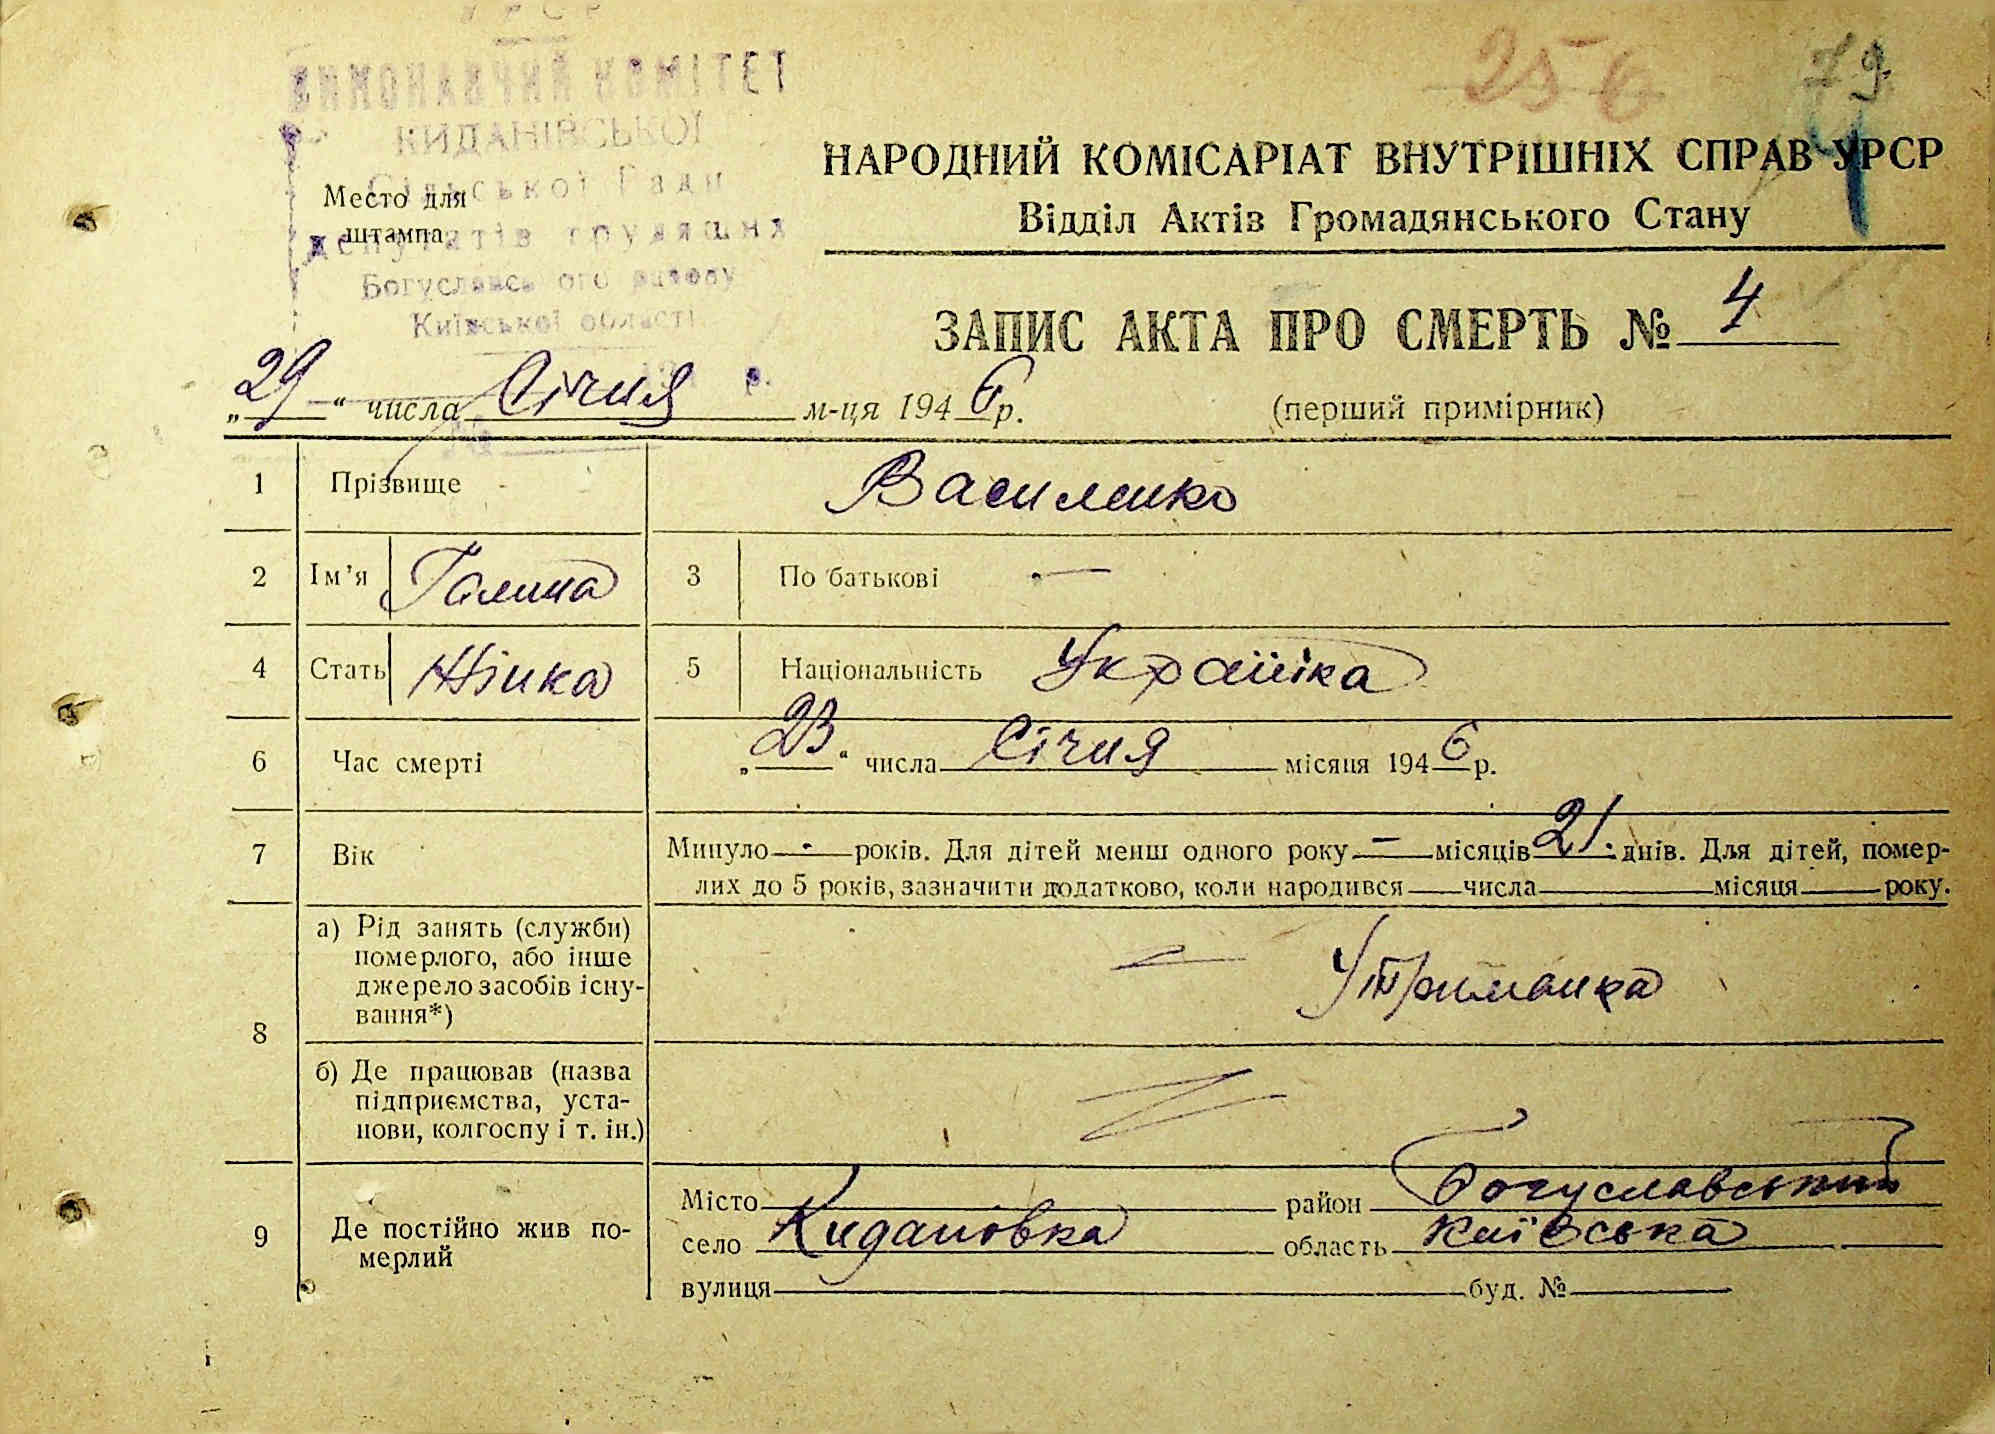 УРСР
ВИКОНАВЧИЙ КОМІТЕТ
КИДАНІВСЬКОЇ
Сільської Ради
депутатів трудящих
Богуславського району
Київської області
Место для
штампа
256
79
НАРОДНИЙ КОМІСАРІАТ ВНУТРІШНІХ СПРАВ УРСР
Відділ Актів Громадянського Стану
ЗАПИС АКТА ПРО СМЕРТЬ № 4
„29“ числа Січня м-ця 1946 р.
(перший примірник)
1 Прізвище Василенко
2 Ім’я Галина 3 По батькові —
4 Стать Жінка 5 Національність Українка
6 Час смерті „23“ числа Січня місяця 1946 р.
7 Вік Минуло - років. Для дітей менш одного року — місяців 21. днів. Для дітей, помер-
лих до 5 років, зазначити додатково, коли народився числа місяця року.
8 а) Рід занять (служби)
померлого, або інше
джерело засобів існу-
вання*)
Утриманка
б) Де працював (назва
підприємства, уста-
нови, колгоспу і т. ін.)
9 Де постійно жив по-
мерлий
Місто район Богуславський
село Кидановка область Київська
вулиця буд. №